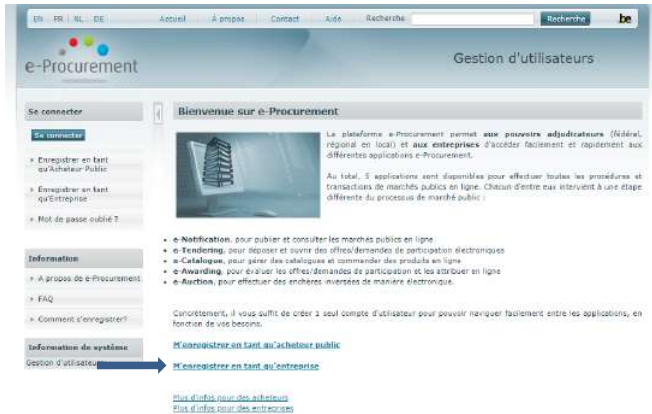 EN FR NL DE Accueil A propos Contact Aide Recherche Recherche .be
e-Procurement
Gestion d'utilisateurs
Se connecter
Se connecter
Enregistrer en tant
qu'Acheteur Public
Enregistrer en tant
qu'Entreprise
Mot de passe oublié ?
Information
A propos de e-Procurement
FAQ
Comment s'enregistrer?
Information de système
Gestion d'utilisateurs
Bienvenue sur e-Procurement
La plateforme e-Procurement permet aux pouvoirs adjudicateurs (fédéral,
régional en local) et aux entreprises d'accéder facilement et rapidement aux
différentes applications e-Procurement.
Au total, 5 applications sont disponibles pour effectuer toutes les procédures et
transactions de marchés publics en ligne. Chacun d'entre eux intervient à une étape
différente du processus de marché public :
e-Notification, pour publier et consulter les marchés publics en ligne
e-Tendering, pour déposer et ouvrir des offres/demandes de participation électroniques
e-Catalogue, pour gérer des catalogues et commander des produits en ligne
e-Awarding, pour évaluer les offres/demandes de participation et les attribuer en ligne
e-Auction, pour effectuer des enchères inversées de manière électronique.
Concrètement, il vous suffit de créer 1 seul compte d'utilisateur pour pouvoir naviguer facilement entre les applications, en
fonction de vos besoins.
M'enregistrer en tant qu'acheteur public
M'enregistrer en tant qu'entreprise
Plus d'infos pour des acheteurs
Plus d'infos pour des entreprises